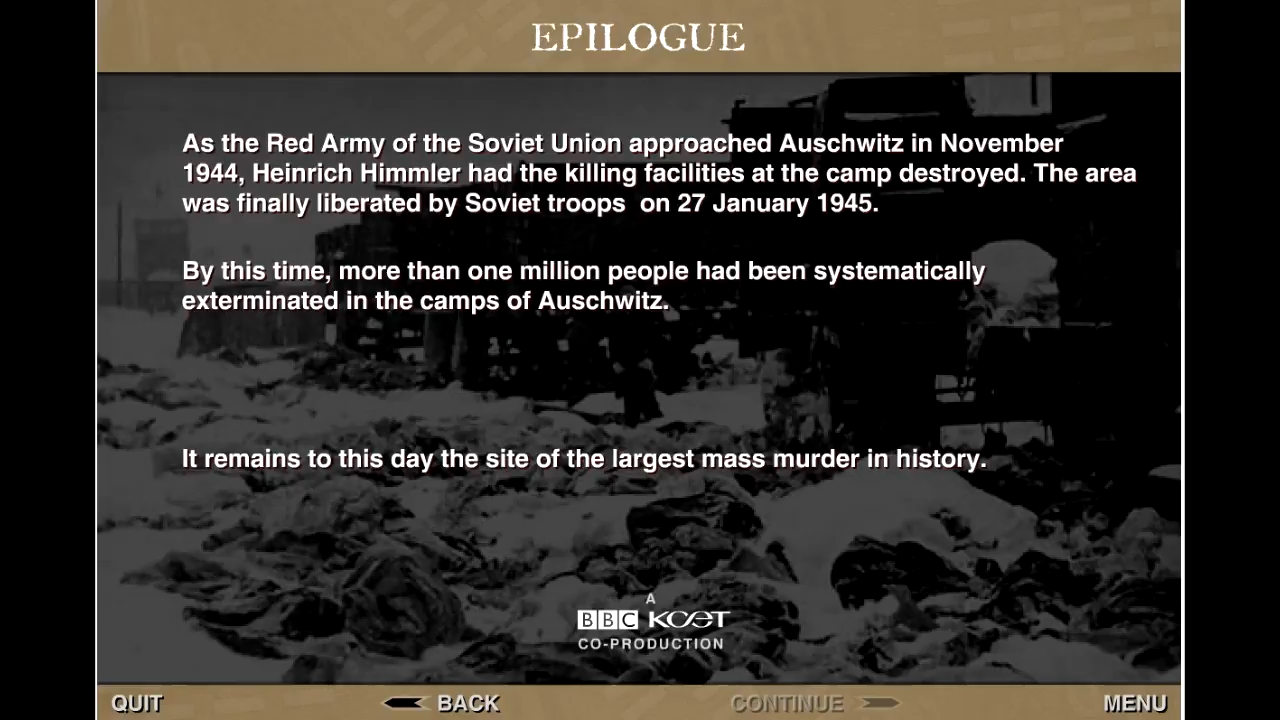 EPILOGUE
As the Red Army of the Soviet Union approached Auschwitz in November
1944, Heinrich Himmler had the killing facilities at the camp destroyed. The area
was finally liberated by Soviet troops  on 27 January 1945.
By this time, more than one million people had been systematically
exterminated in the camps of Auschwitz.
It remains to this day the site of the largest mass murder in history.
A
BBC KCET
CO-PRODUCTION
QUIT BACK CONTINUE MENU